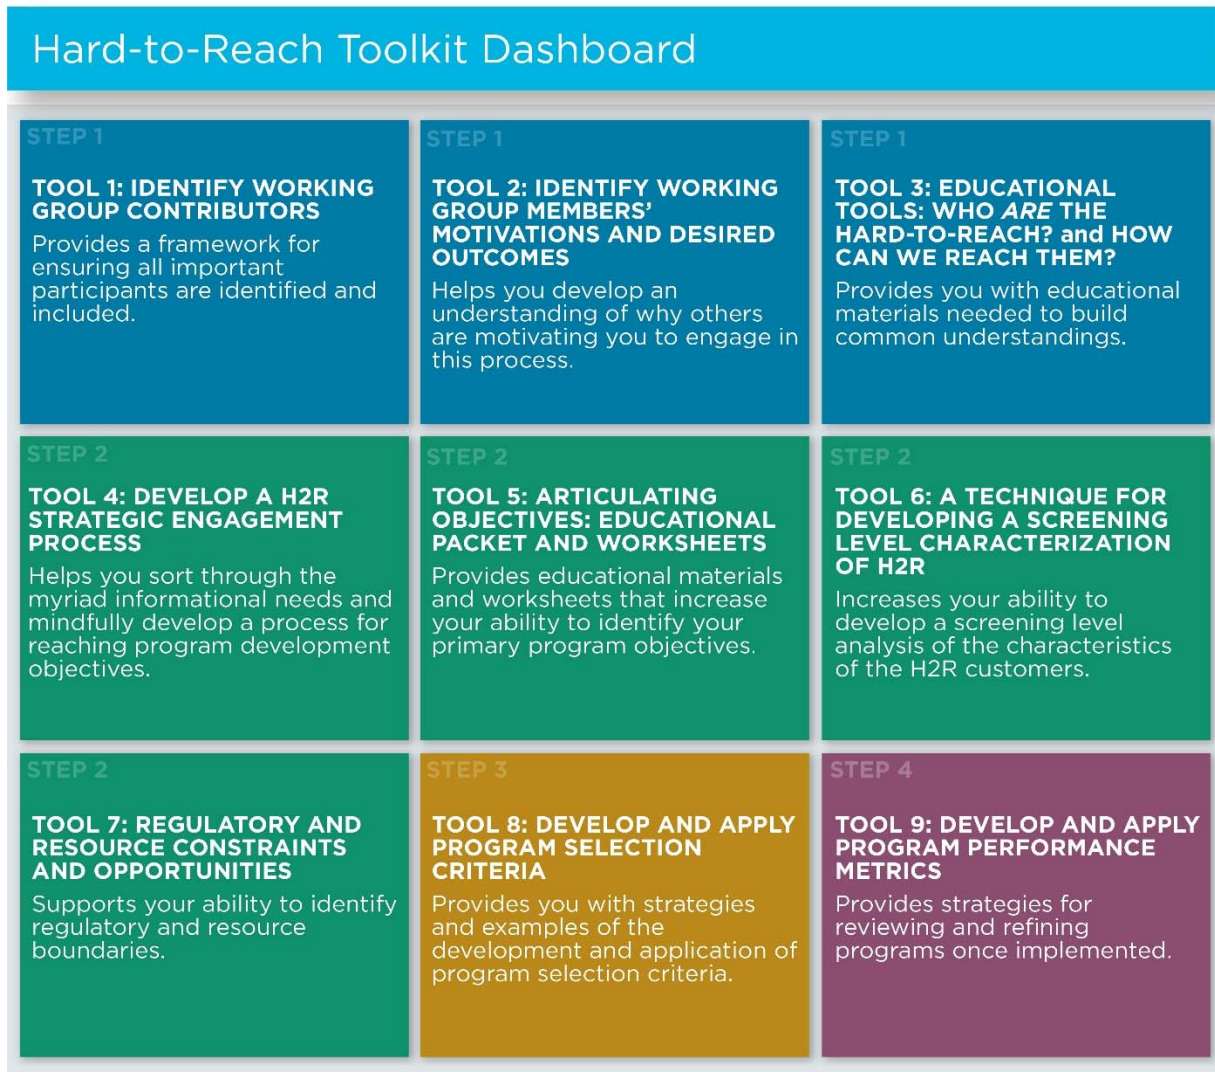 Hard-to-Reach Toolkit Dashboard
STEP 1
TOOL 1: IDENTIFY WORKING
GROUP CONTRIBUTORS
Provides a framework for
ensuring all important
participants are identified and
included.
STEP 1
TOOL 2: IDENTIFY WORKING
GROUP MEMBERS’
MOTIVATIONS AND DESIRED
OUTCOMES
Helps you develop an
understanding of why others
are motivating you to engage in
this process.
STEP 1
TOOL 3: EDUCATIONAL
TOOLS: WHO ARE THE
HARD-TO-REACH? and HOW
CAN WE REACH THEM?
Provides you with educational
materials needed to build
common understandings.
STEP 2
TOOL 4: DEVELOP A H2R
STRATEGIC ENGAGEMENT
PROCESS
Helps you sort through the
myriad informational needs and
mindfully develop a process for
reaching program development
objectives.
STEP 2
TOOL 5: ARTICULATING
OBJECTIVES: EDUCATIONAL
PACKET AND WORKSHEETS
Provides educational materials
and worksheets that increase
your ability to identify your
primary program objectives.
STEP 2
TOOL 6: A TECHNIQUE FOR
DEVELOPING A SCREENING
LEVEL CHARACTERIZATION
OF H2R
Increases your ability to
develop a screening level
analysis of the characteristics
of the H2R customers.
STEP 2
TOOL 7: REGULATORY AND
RESOURCE CONSTRAINTS
AND OPPORTUNITIES
Supports your ability to identify
regulatory and resource
boundaries.
STEP 3
TOOL 8: DEVELOP AND APPLY
PROGRAM SELECTION
CRITERIA
Provides you with strategies
and examples of the
development and application of
program selection criteria.
STEP 4
TOOL 9: DEVELOP AND APPLY
PROGRAM PERFORMANCE
METRICS
Provides strategies for
reviewing and refining
programs once implemented.